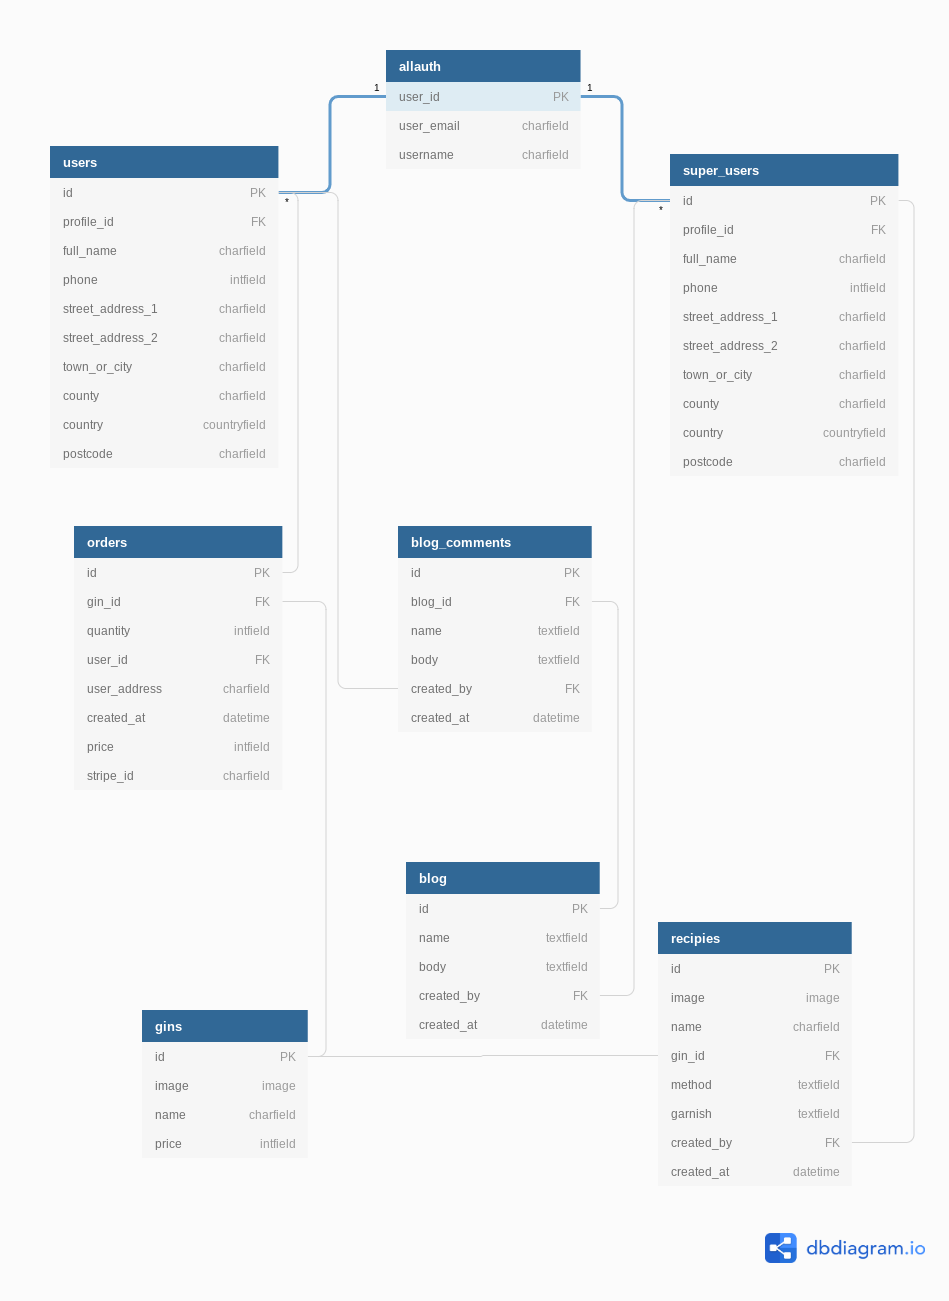 allauth
user_id PK
user_email charfield
username charfield
1
1
users
id PK
profile_id FK
full_name charfield
phone intfield
street_address_1 charfield
street_address_2 charfield
town_or_city charfield
county charfield
country countryfield
postcode charfield
*
super_users
id PK
profile_id FK
full_name charfield
phone intfield
street_address_1 charfield
street_address_2 charfield
town_or_city charfield
county charfield
country countryfield
postcode charfield
*
orders
id PK
gin_id FK
quantity intfield
user_id FK
user_address charfield
created_at datetime
price intfield
stripe_id charfield
blog_comments
id PK
blog_id FK
name textfield
body textfield
created_by FK
created_at datetime
blog
id PK
name textfield
body textfield
created_by FK
created_at datetime
recipies
id PK
image image
name charfield
gin_id FK
method textfield
garnish textfield
created_by FK
created_at datetime
gins
id PK
image image
name charfield
price intfield
dbdiagram.io